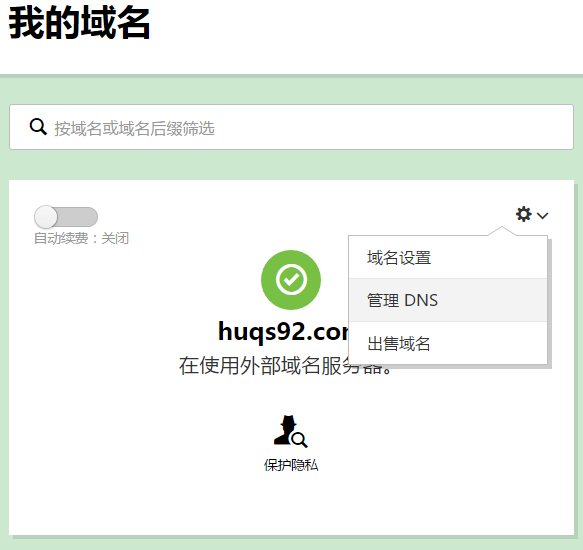 我的域名
按域名或域名后缀筛选
自动续费：关闭
域名设置
管理 DNS
出售域名
huqs92.com
在使用外部域名服务器。
保护隐私